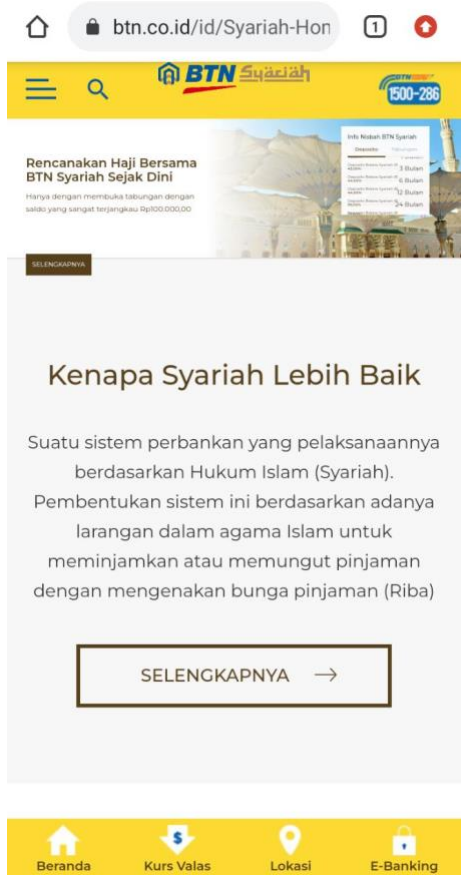 btn.co.id/id/Syariah-Hon
1
BTN Syariah
1500-286
Rencanakan Haji Bersama
BTN Syariah Sejak Dini
Hanya dengan membuka tabungan dengan
saldo yang sangat terjangkau Rp100.000,00
SELENGKAPNYA
Info Nisbah BTN Syariah
Deposito
3 Bulan
6 Bulan
12 Bulan
24 Bulan
Kenapa Syariah Lebih Baik
Suatu sistem perbankan yang pelaksanaannya
berdasarkan Hukum Islam (Syariah).
Pembentukan sistem ini berdasarkan adanya
larangan dalam agama Islam untuk
meminjamkan atau memungut pinjaman
dengan mengenakan bunga pinjaman (Riba)
SELENGKAPNYA →
Beranda Kurs Valas Lokasi E-Banking